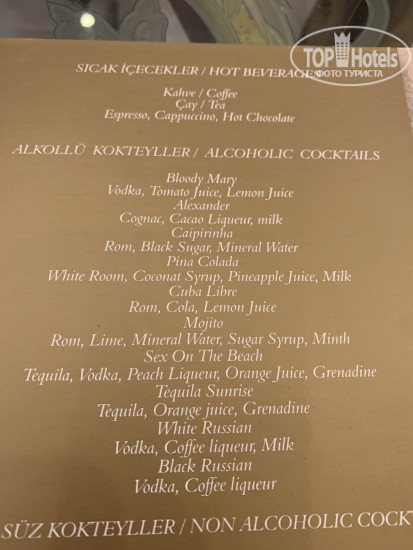 TOP Hotels
ФОТО ТУРИСТА
SICAK İÇECEKLER / HOT BEVERAGES
Kahve / Coffee
Çay / Tea
Espresso, Cappuccino, Hot Chocolate
ALKOLLÜ KOKTEYLLER / ALCOHOLIC COCKTAILS
Bloody Mary
Vodka, Tomato Juice, Lemon Juice
Alexander
Cognac, Cacao Liqueur, milk
Caipirinha
Rom, Black Sugar, Mineral Water
Pina Colada
White Room, Coconat Syrup, Pineapple Juice, Milk
Cuba Libre
Rom, Cola, Lemon Juice
Mojito
Rom, Lime, Mineral Water, Sugar Syrup, Minth
Sex On The Beach
Tequila, Vodka, Peach Liqueur, Orange Juice, Grenadine
Tequila Sunrise
Tequila, Orange juice, Grenadine
White Russian
Vodka, Coffee liqueur, Milk
Black Russian
Vodka, Coffee liqueur
SÜZ KOKTEYLLER / NON ALCOHOLIC COCKT